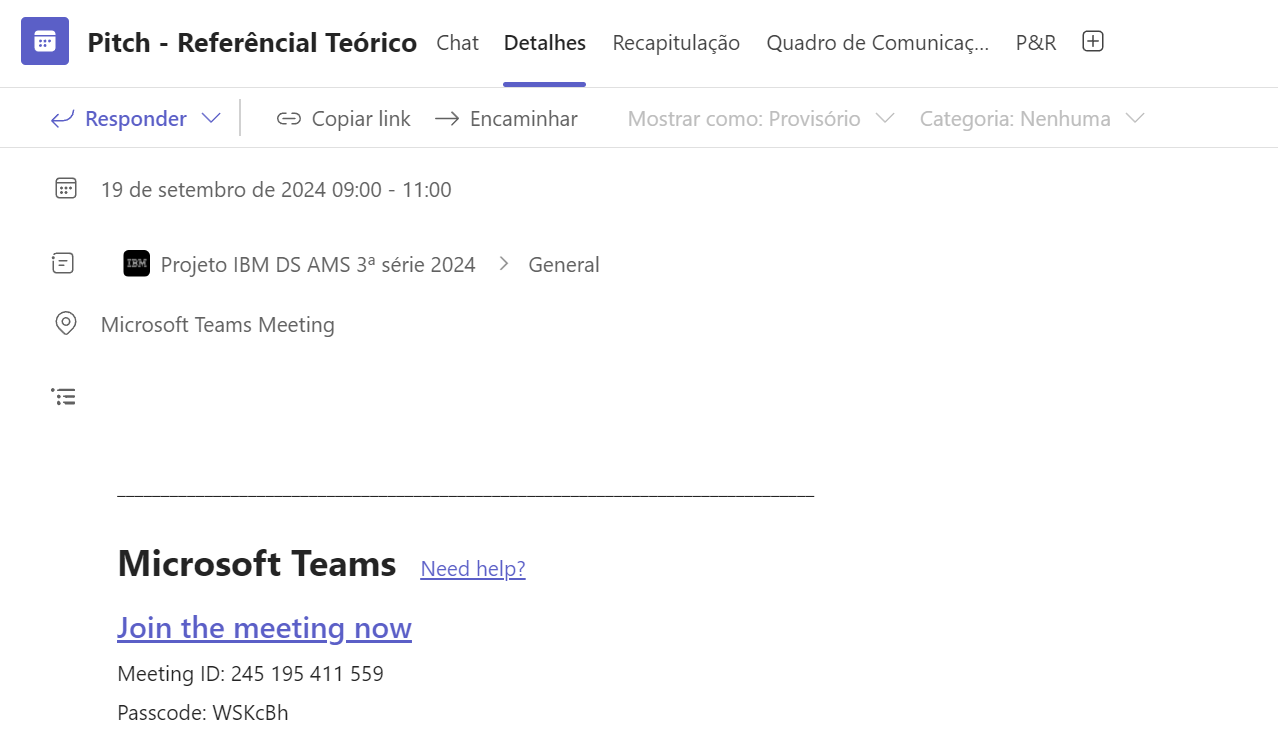 Pitch - Referêncial Teórico Chat Detalhes Recapitulação Quadro de Comunicaç... P&R
Responder Copiar link Encaminhar Mostrar como: Provisório Categoria: Nenhuma
19 de setembro de 2024 09:00 - 11:00
IBM Projeto IBM DS AMS 3ª série 2024 General
Microsoft Teams Meeting
________________________________________________________________________________
Microsoft Teams Need help?
Join the meeting now
Meeting ID: 245 195 411 559
Passcode: WSKcBh